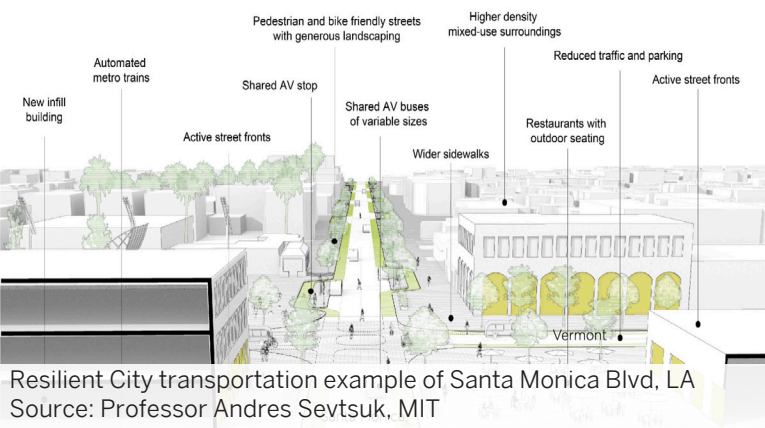 Pedestrian and bike friendly streets
with generous landscaping
Higher density
mixed-use surroundings
Automated
metro trains
Reduced traffic and parking
Shared AV stop
Active street fronts
New infill
building
Shared AV buses
of variable sizes
Active street fronts
Restaurants with
outdoor seating
Wider sidewalks
Vermont
Resilient City transportation example of Santa Monica Blvd, LA
Source: Professor Andres Sevtsuk, MIT